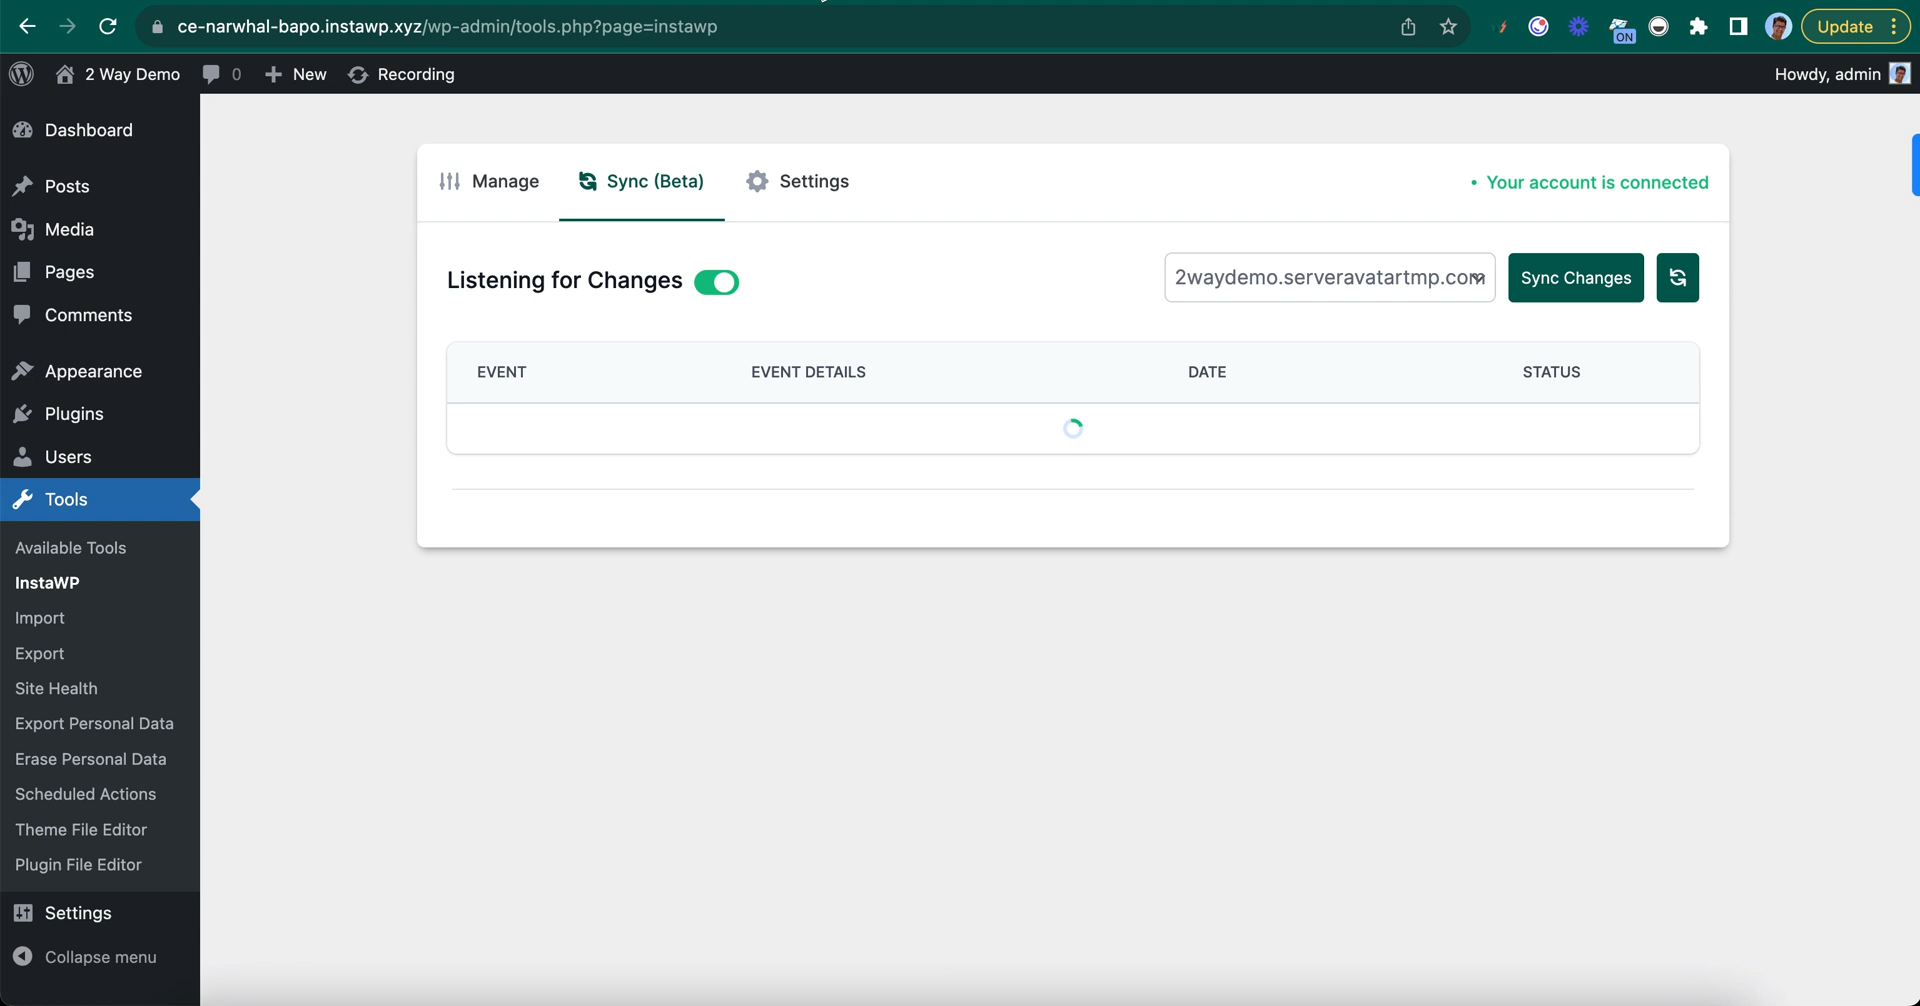 ce-narwhal-bapo.instawp.xyz/wp-admin/tools.php?page=instawp
ON
Update
2 Way Demo
0
New
Recording
Howdy, admin
Dashboard
Posts
Media
Pages
Comments
Appearance
Plugins
Users
Tools
Available Tools
InstaWP
Import
Export
Site Health
Export Personal Data
Erase Personal Data
Scheduled Actions
Theme File Editor
Plugin File Editor
Settings
Collapse menu
Manage
Sync (Beta)
Settings
• Your account is connected
Listening for Changes
2waydemo.serveravatartmp.com
Sync Changes
EVENT
EVENT DETAILS
DATE
STATUS